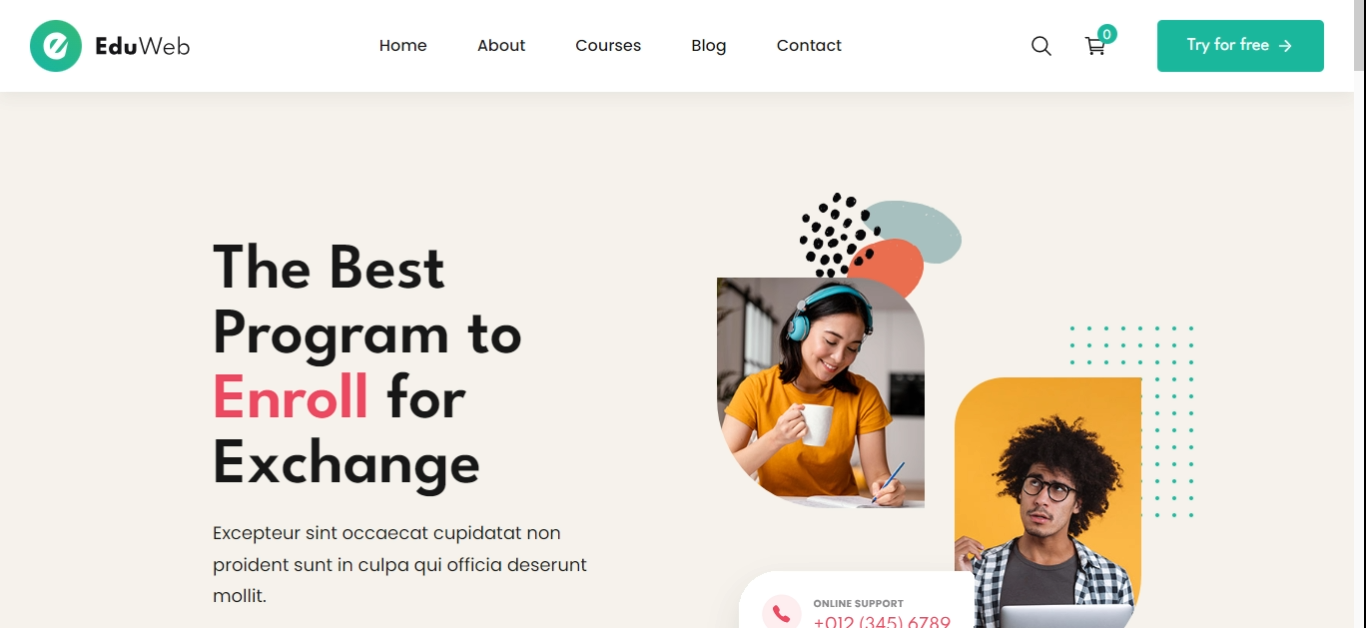 EduWeb
Home
About
Courses
Blog
Contact
0
Try for free →
The Best
Program to
Enroll for
Exchange
Excepteur sint occaecat cupidatat non
proident sunt in culpa qui officia deserunt
mollit.
ONLINE SUPPORT
+012 (345) 6789